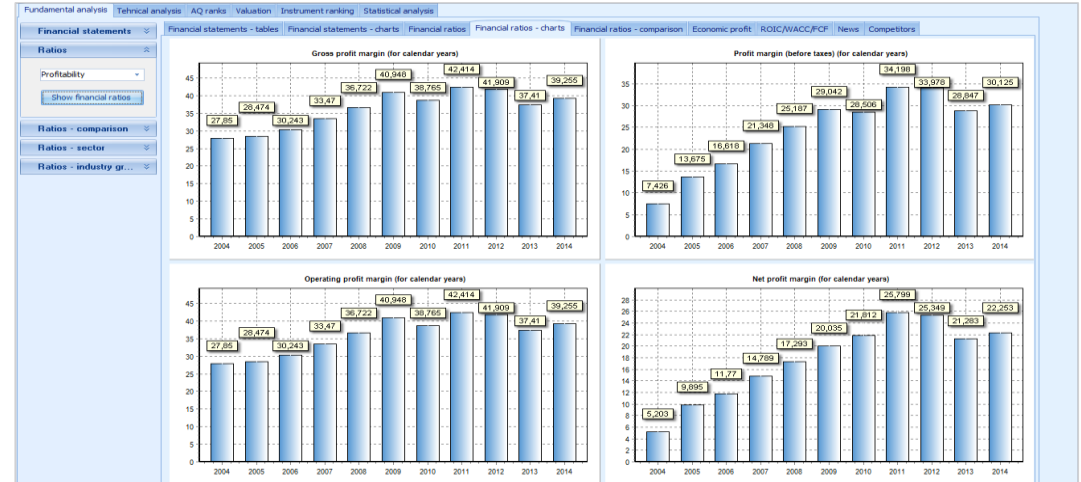 Fundamental analysis Tehnical analysis AQ ranks Valuation Instrument ranking Statistical analysis
Financial statements
Ratios
Profitability
Show financial ratios
Ratios - comparison
Ratios - sector
Ratios - industry gr...
Financial statements - tables Financial statements - charts Financial ratios Financial ratios - charts Financial ratios - comparison Economic profit ROIC/WACC/FCF News Competitors
Gross profit margin (for calendar years)
45
40
35
30
25
20
15
10
5
0
27,85 28,474 30,243 33,47 36,722 40,948 38,765 42,414 41,909 37,41 39,255
2004 2005 2006 2007 2008 2009 2010 2011 2012 2013 2014
Profit margin (before taxes) (for calendar years)
35
30
25
20
15
10
5
0
7,426 13,675 16,618 21,348 25,187 29,042 28,506 34,198 33,978 28,847 30,125
2004 2005 2006 2007 2008 2009 2010 2011 2012 2013 2014
Operating profit margin (for calendar years)
45
40
35
30
25
20
15
10
5
0
27,85 28,474 30,243 33,47 36,722 40,948 38,765 42,414 41,909 37,41 39,255
2004 2005 2006 2007 2008 2009 2010 2011 2012 2013 2014
Net profit margin (for calendar years)
28
26
24
22
20
18
16
14
12
10
8
6
4
2
0
5,203 9,895 11,77 14,789 17,293 20,035 21,812 25,799 25,349 21,283 22,253
2004 2005 2006 2007 2008 2009 2010 2011 2012 2013 2014